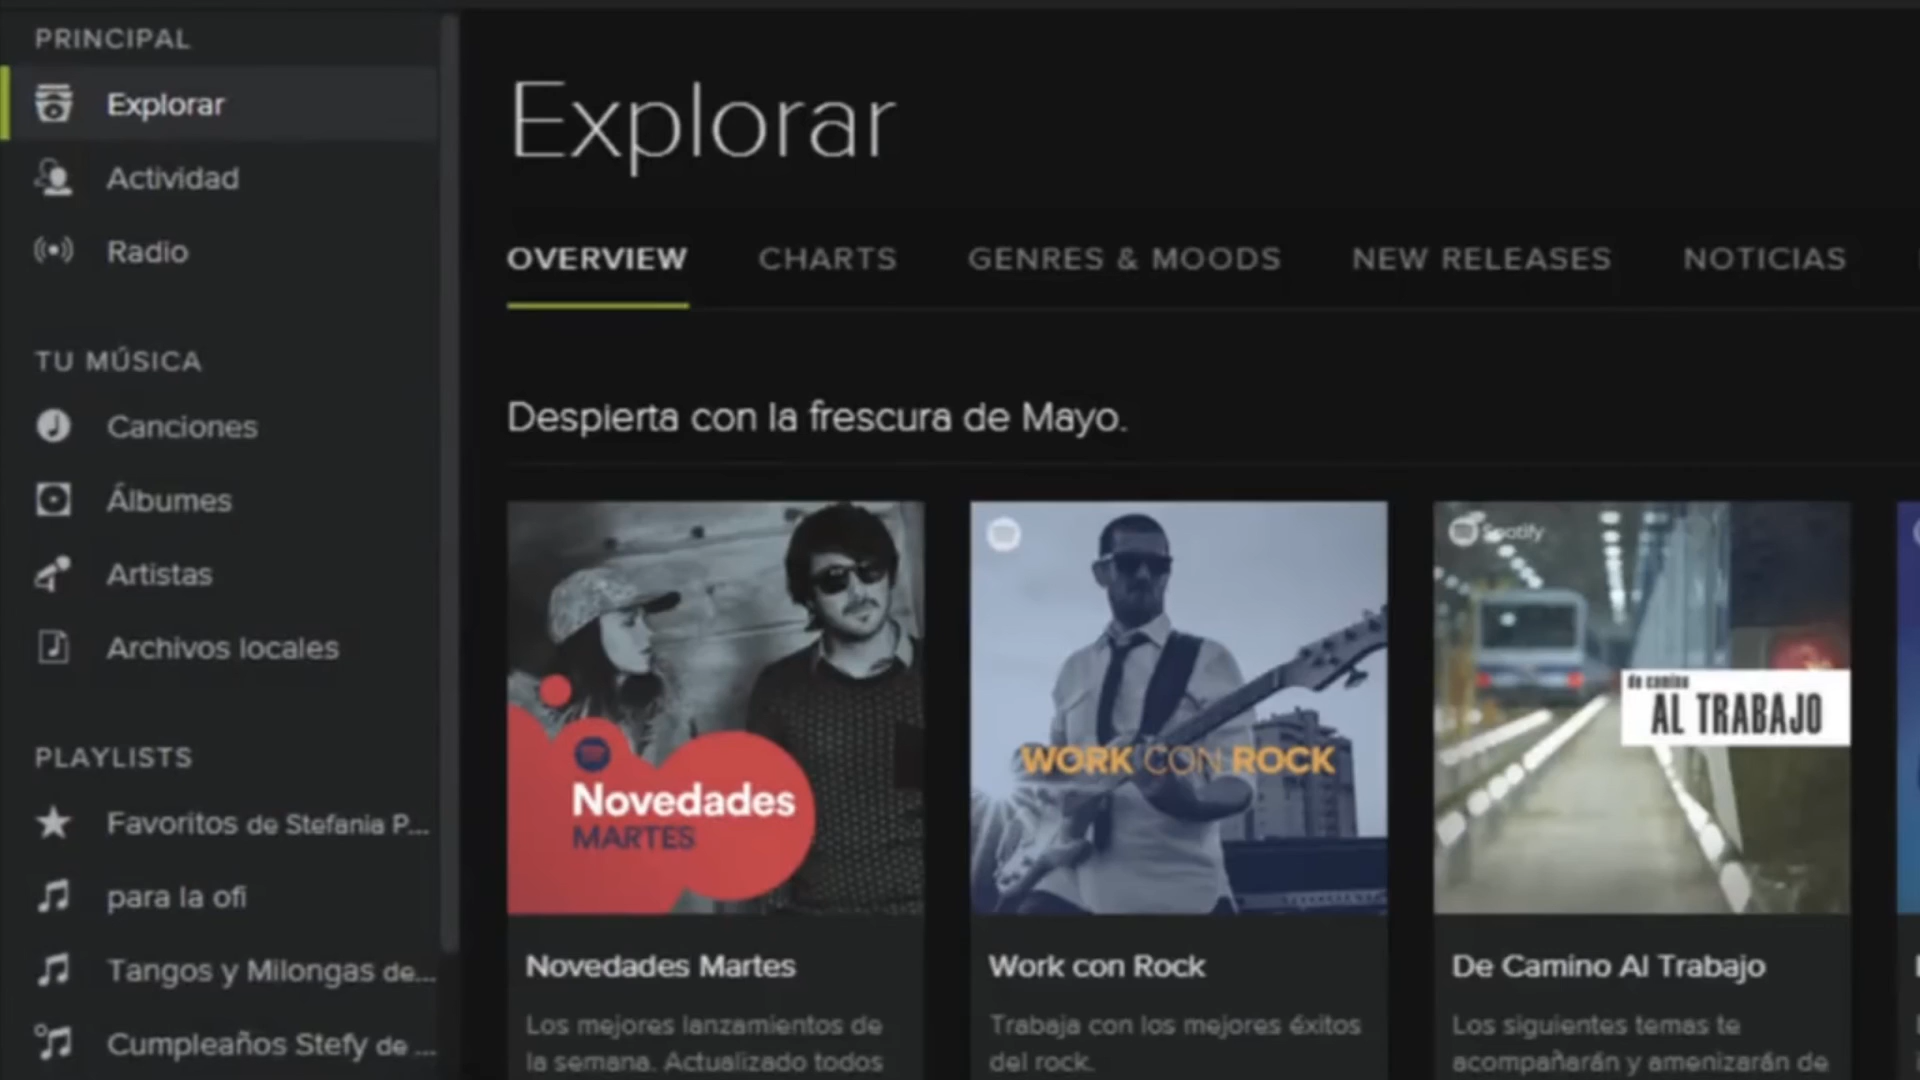 PRINCIPAL
Explorar
Actividad
Radio
TU MÚSICA
Canciones
Álbumes
Artistas
Archivos locales
PLAYLISTS
Favoritos de Stefania P...
para la ofi
Tangos y Milongas de...
Cumpleaños Stefy de ...
Explorar
OVERVIEW CHARTS GENRES & MOODS NEW RELEASES NOTICIAS
Despierta con la frescura de Mayo.
Novedades
MARTES
Novedades Martes
Los mejores lanzamientos de
la semana. Actualizado todos
WORK CON ROCK
Work con Rock
Trabaja con los mejores éxitos
del rock.
Spotify
de camino
AL TRABAJO
De Camino Al Trabajo
Los siguientes temas te
acompañarán y amenizarán de